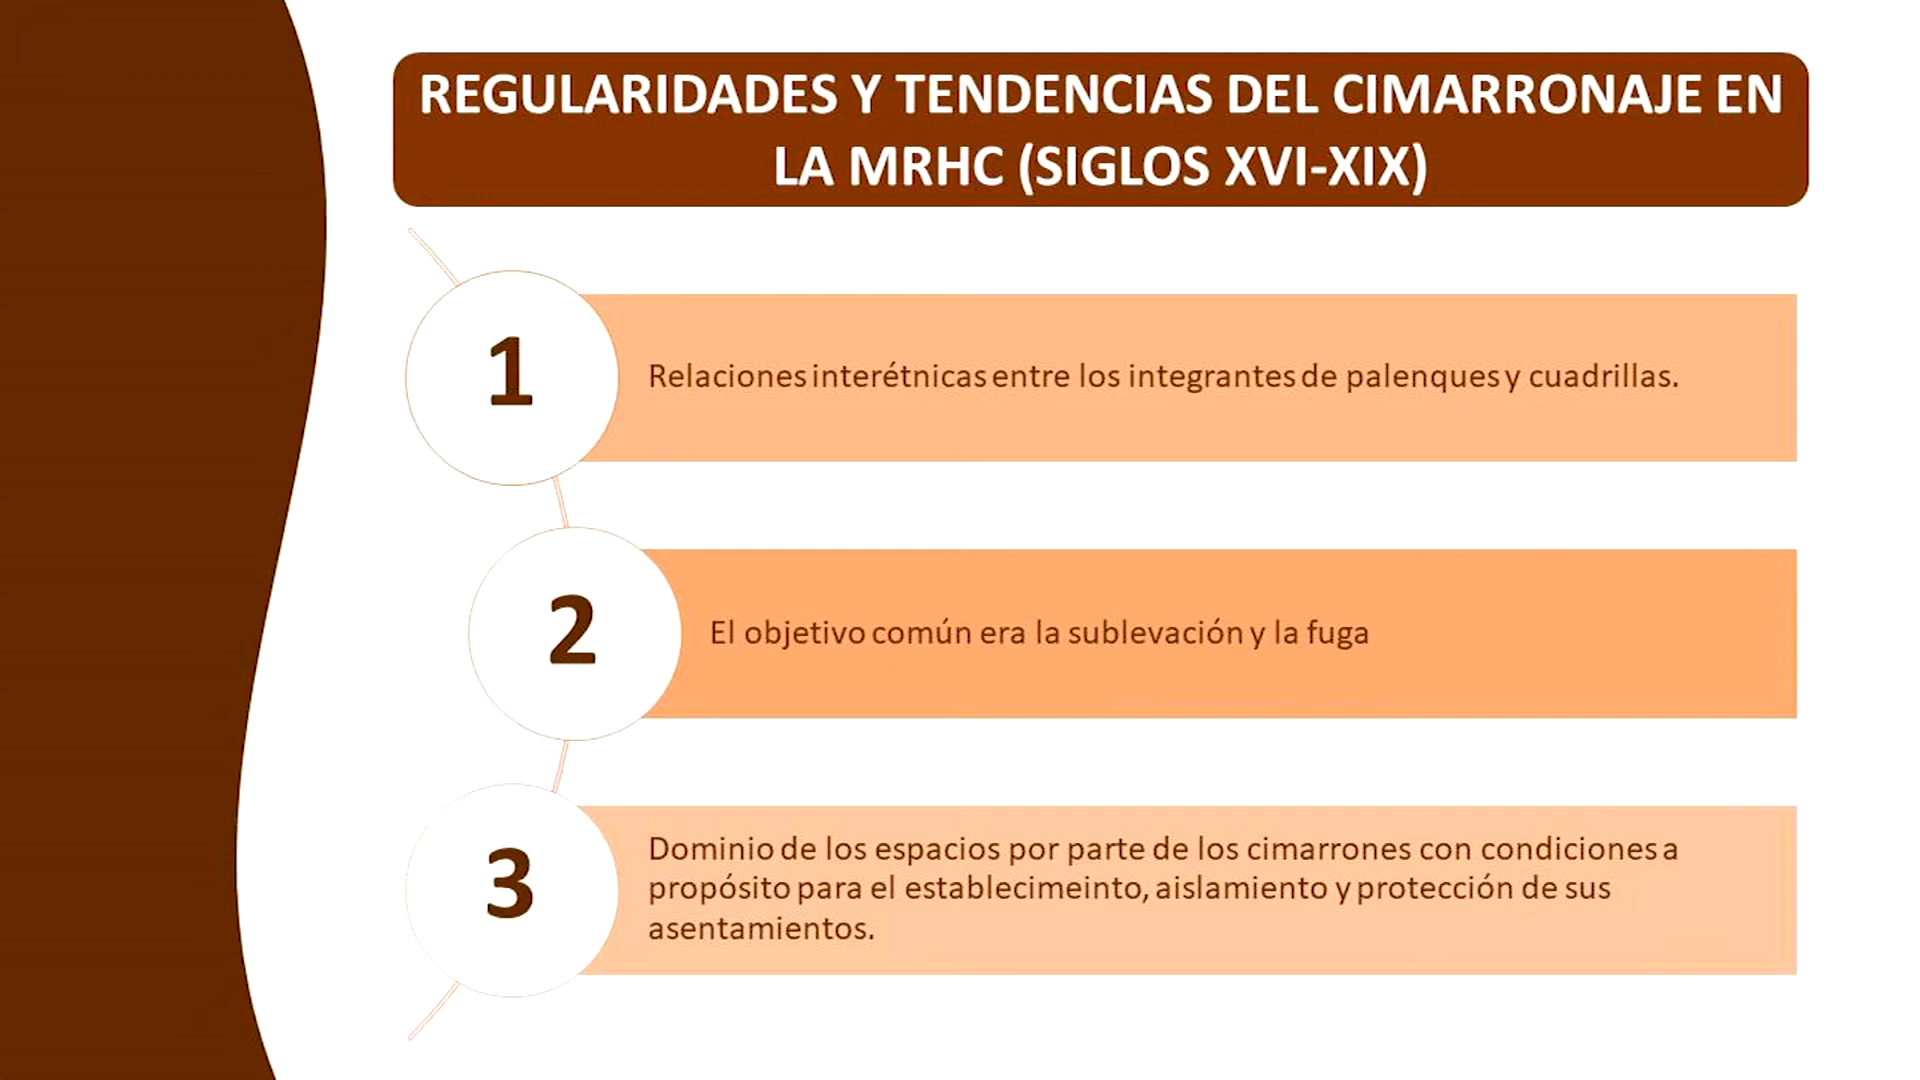 REGULARIDADES Y TENDENCIAS DEL CIMARRONAJE EN
LA MRHC (SIGLOS XVI-XIX)
1
Relaciones interétnicas entre los integrantes de palenques y cuadrillas.
2
El objetivo común era la sublevación y la fuga
3
Dominio de los espacios por parte de los cimarrones con condiciones a
propósito para el establecimeinto, aislamiento y protección de sus
asentamientos.